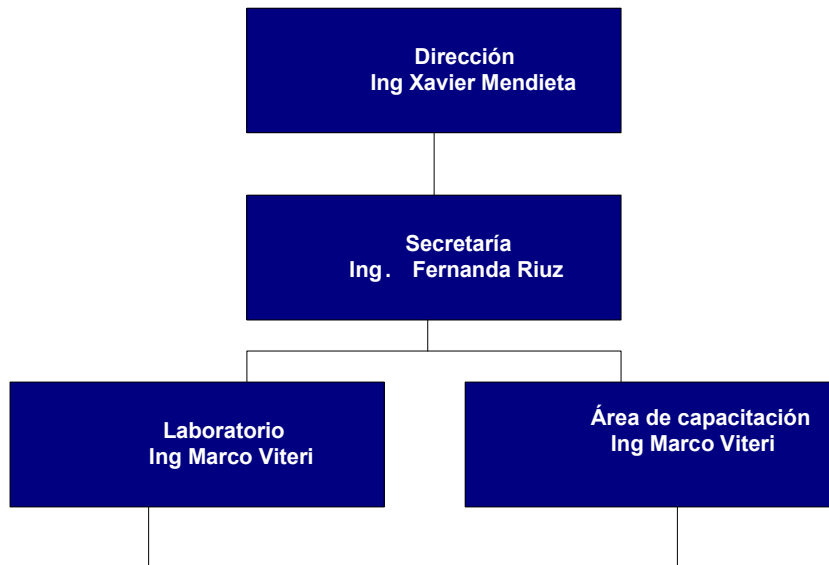 Dirección
Ing Xavier Mendieta
Secretaría
Ing. Fernanda Riuz
Laboratorio
Ing Marco Viteri
Área de capacitación
Ing Marco Viteri